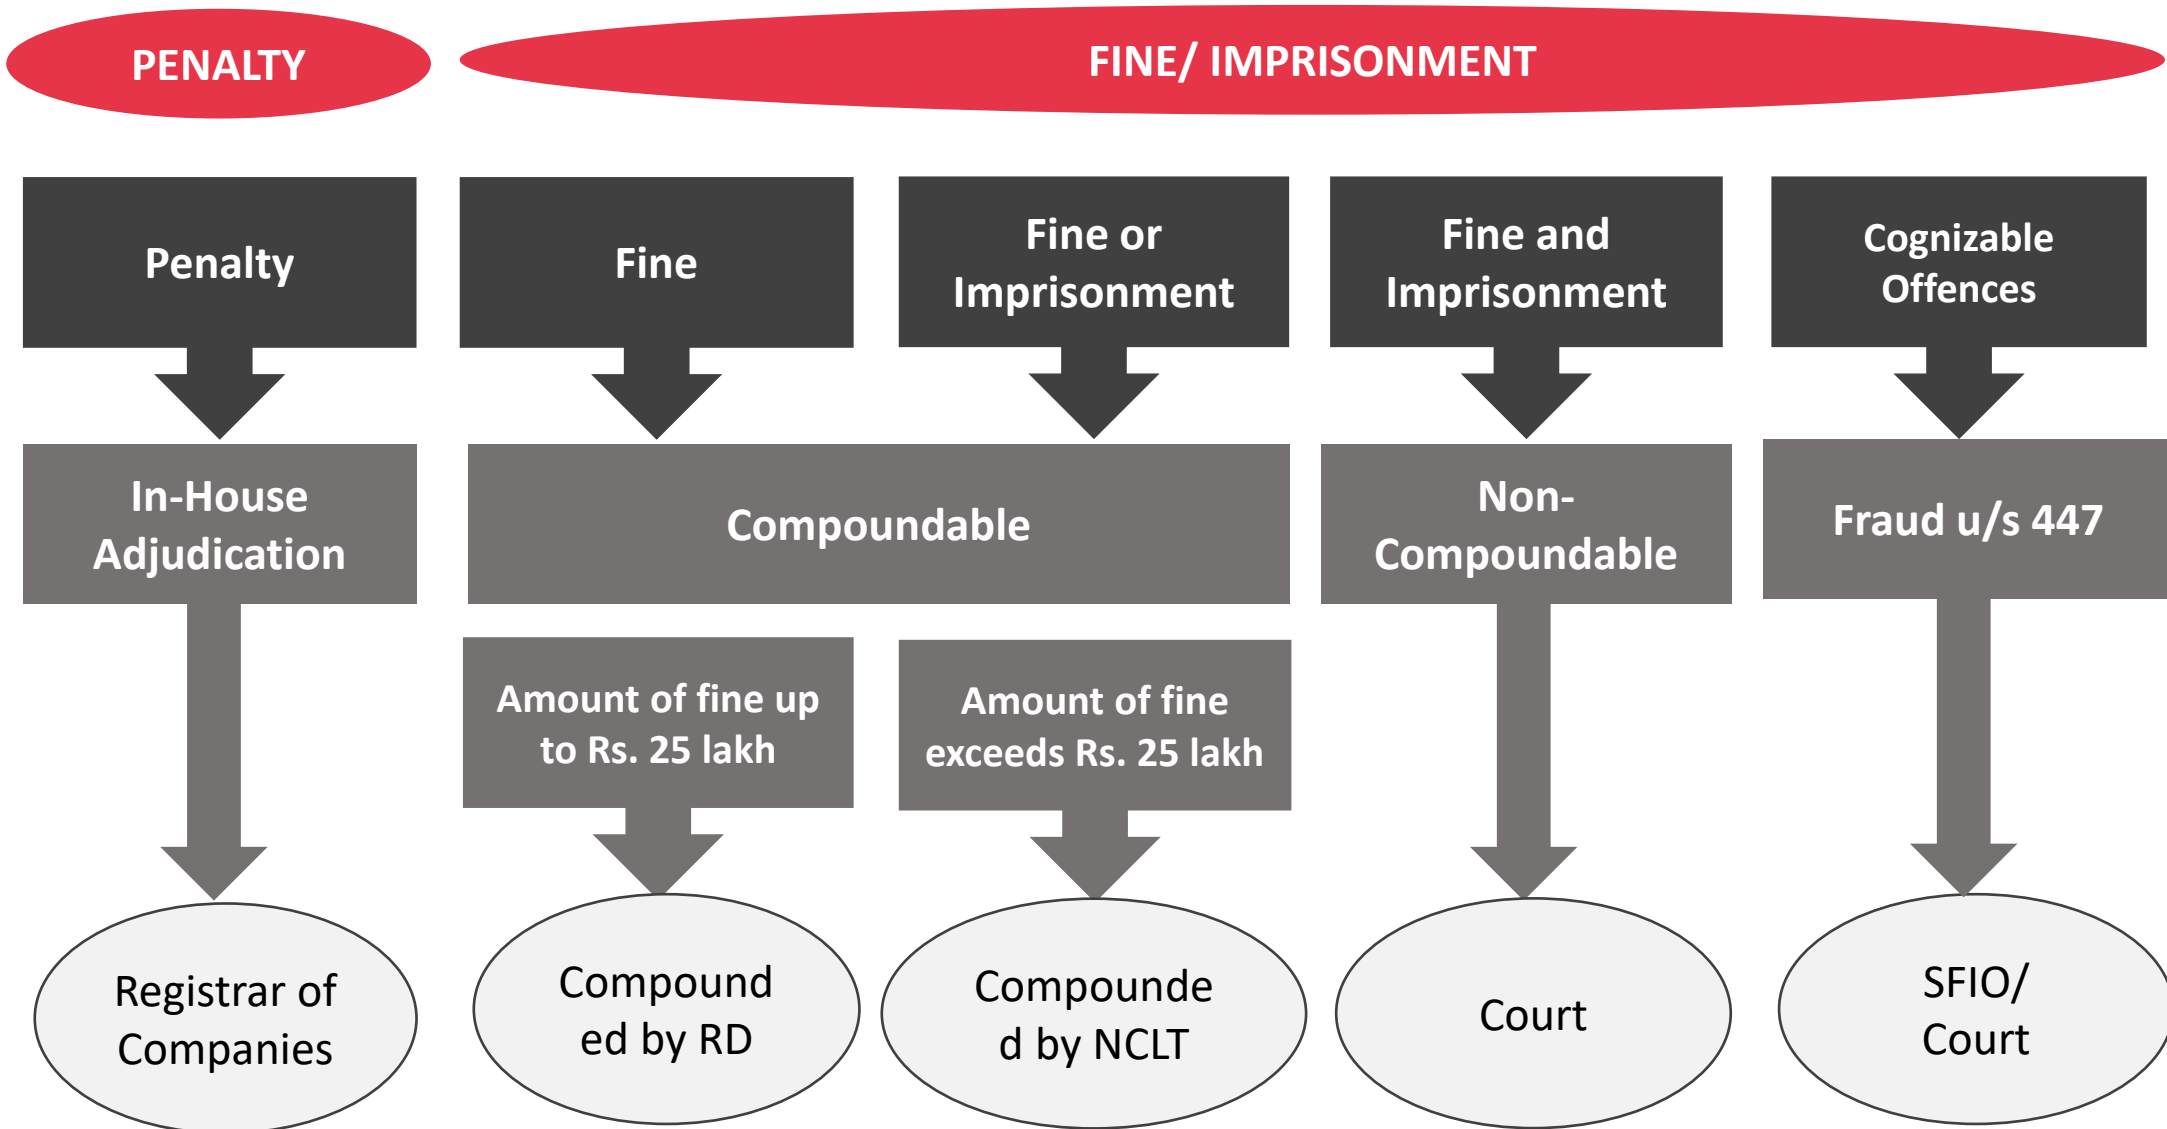 PENALTY
FINE/ IMPRISONMENT
Penalty
Fine
Fine or
Imprisonment
Fine and
Imprisonment
Cognizable
Offences
In-House
Adjudication
Compoundable
Non-
Compoundable
Fraud u/s 447
Amount of fine up
to Rs. 25 lakh
Amount of fine
exceeds Rs. 25 lakh
Registrar of
Companies
Compound
ed by RD
Compounde
d by NCLT
Court
SFIO/
Court